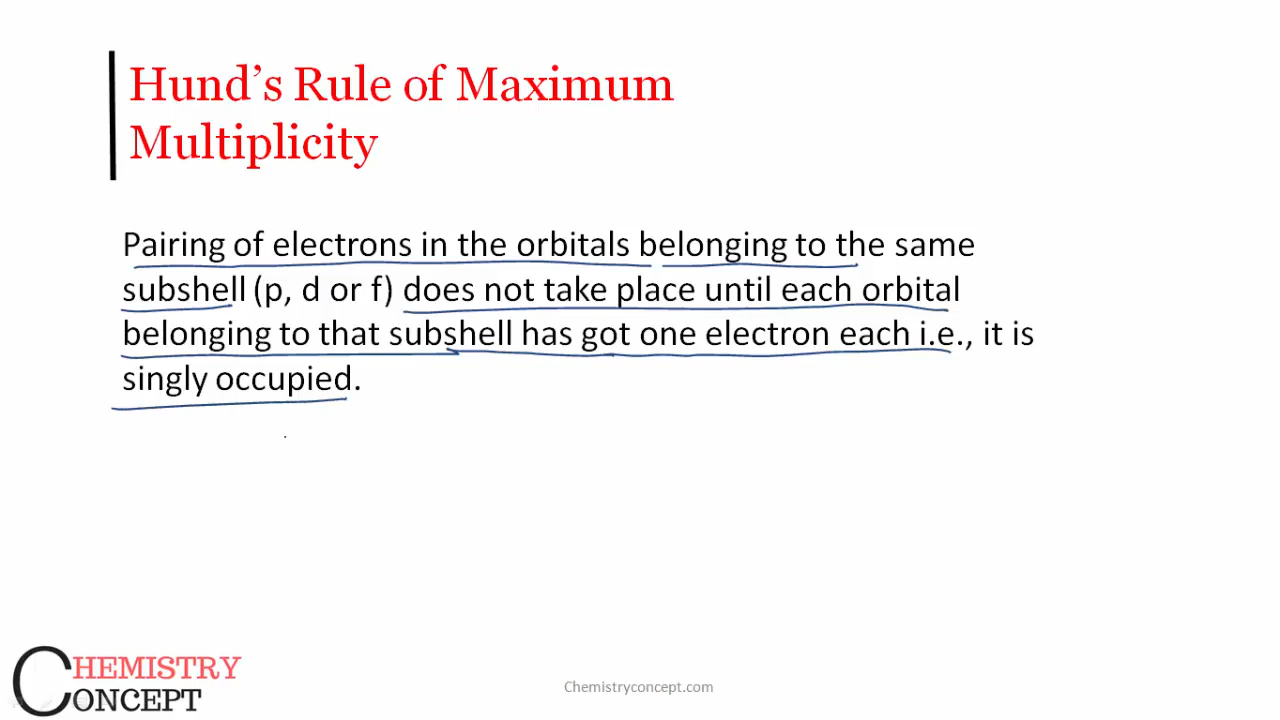 Hund's Rule of Maximum
Multiplicity
Pairing of electrons in the orbitals belonging to the same
subshell (p, d or f) does not take place until each orbital
belonging to that subshell has got one electron each i.e., it is
singly occupied.
CHEMISTRY
CONCEPT
Chemistryconcept.com